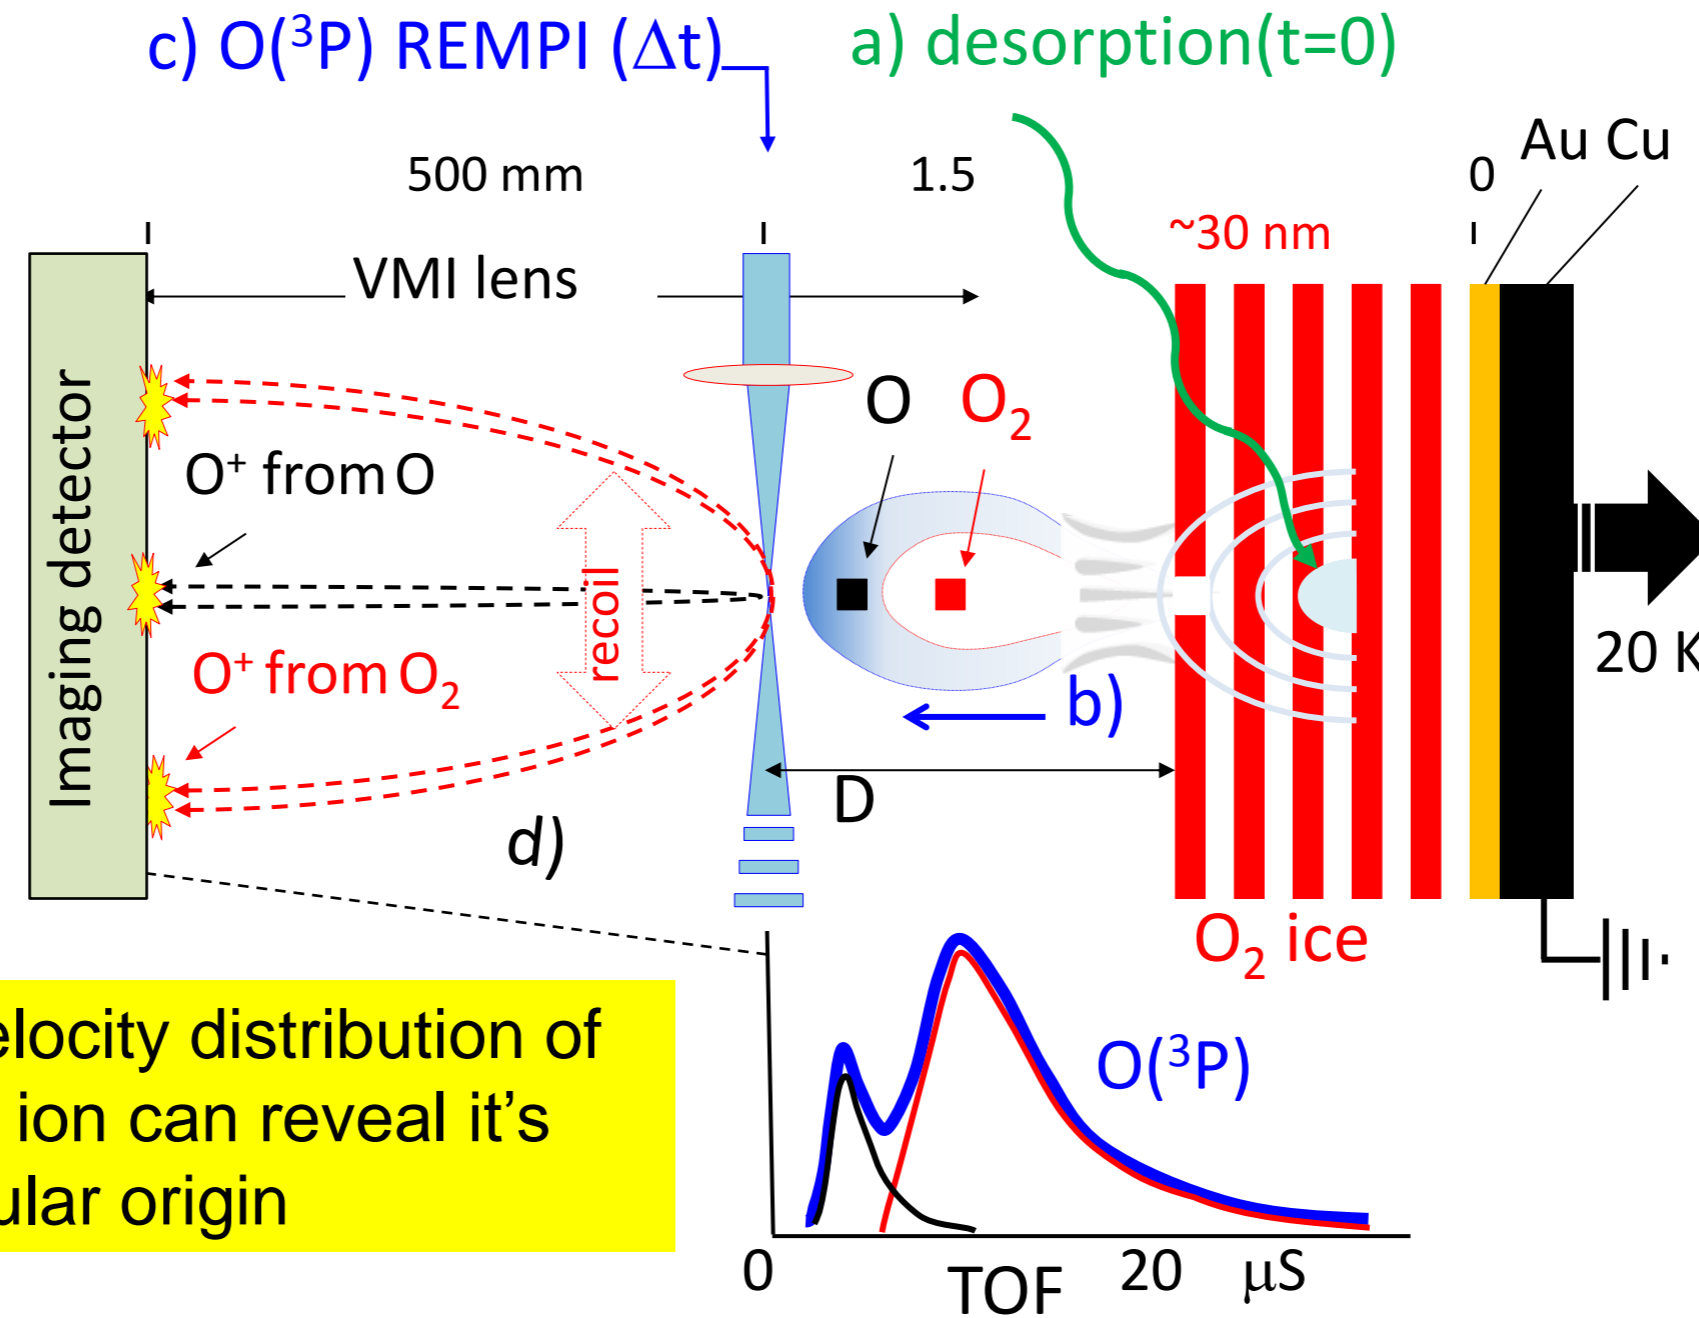 c) O(³P) REMPI (Δt)
a) desorption(t=0)
500 mm
1.5
0
Au Cu
~30 nm
VMI lens
O
O₂
Imaging detector
O⁺ from O
recoil
O⁺ from O₂
b)
20 K
D
d)
O₂ ice
elocity distribution of
ion can reveal it's
ular origin
O(³P)
0
TOF
20
μS